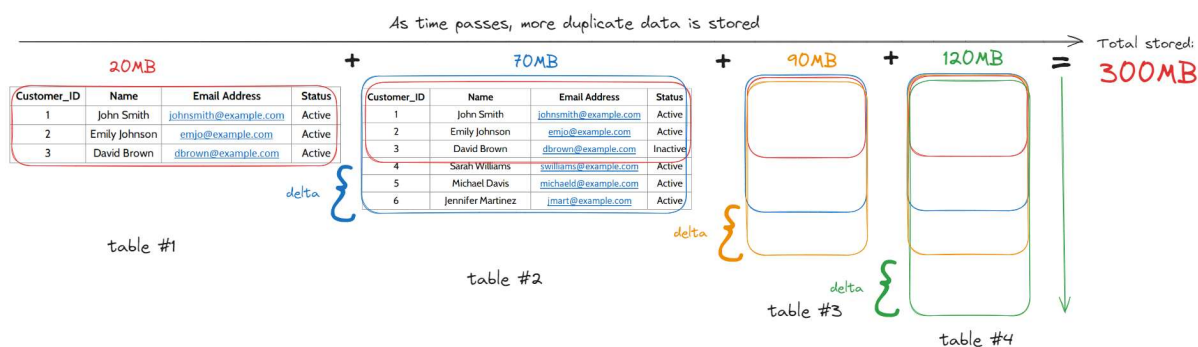 As time passes, more duplicate data is stored
20MB + 70MB + 90MB + 120MB = Total stored:
300MB
Customer_ID Name Email Address Status
1 John Smith johnsmith@example.com Active
2 Emily Johnson emjo@example.com Active
3 David Brown dbrown@example.com Active
table #1
Customer_ID Name Email Address Status
1 John Smith johnsmith@example.com Active
2 Emily Johnson emjo@example.com Active
3 David Brown dbrown@example.com Inactive
4 Sarah Williams swilliams@example.com Active
5 Michael Davis michaeld@example.com Active
6 Jennifer Martinez jmart@example.com Active
delta {
table #2
delta {
table #3
delta {
table #4